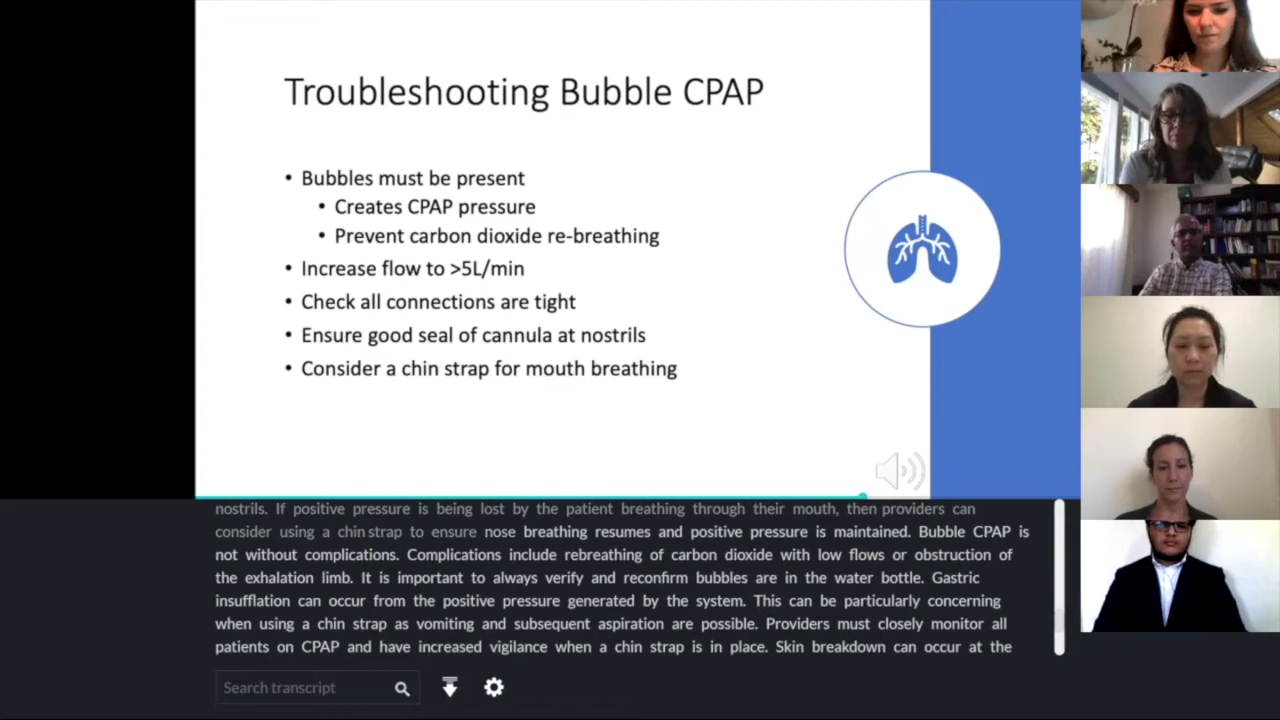 Troubleshooting Bubble CPAP
• Bubbles must be present
• Creates CPAP pressure
• Prevent carbon dioxide re-breathing
• Increase flow to >5L/min
• Check all connections are tight
• Ensure good seal of cannula at nostrils
• Consider a chin strap for mouth breathing
nostrils. If positive pressure is being lost by the patient breathing through their mouth, then providers can
consider using a chin strap to ensure nose breathing resumes and positive pressure is maintained. Bubble CPAP is
not without complications. Complications include rebreathing of carbon dioxide with low flows or obstruction of
the exhalation limb. It is important to always verify and reconfirm bubbles are in the water bottle. Gastric
insufflation can occur from the positive pressure generated by the system. This can be particularly concerning
when using a chin strap as vomiting and subsequent aspiration are possible. Providers must closely monitor all
patients on CPAP and have increased vigilance when a chin strap is in place. Skin breakdown can occur at the
Search transcript